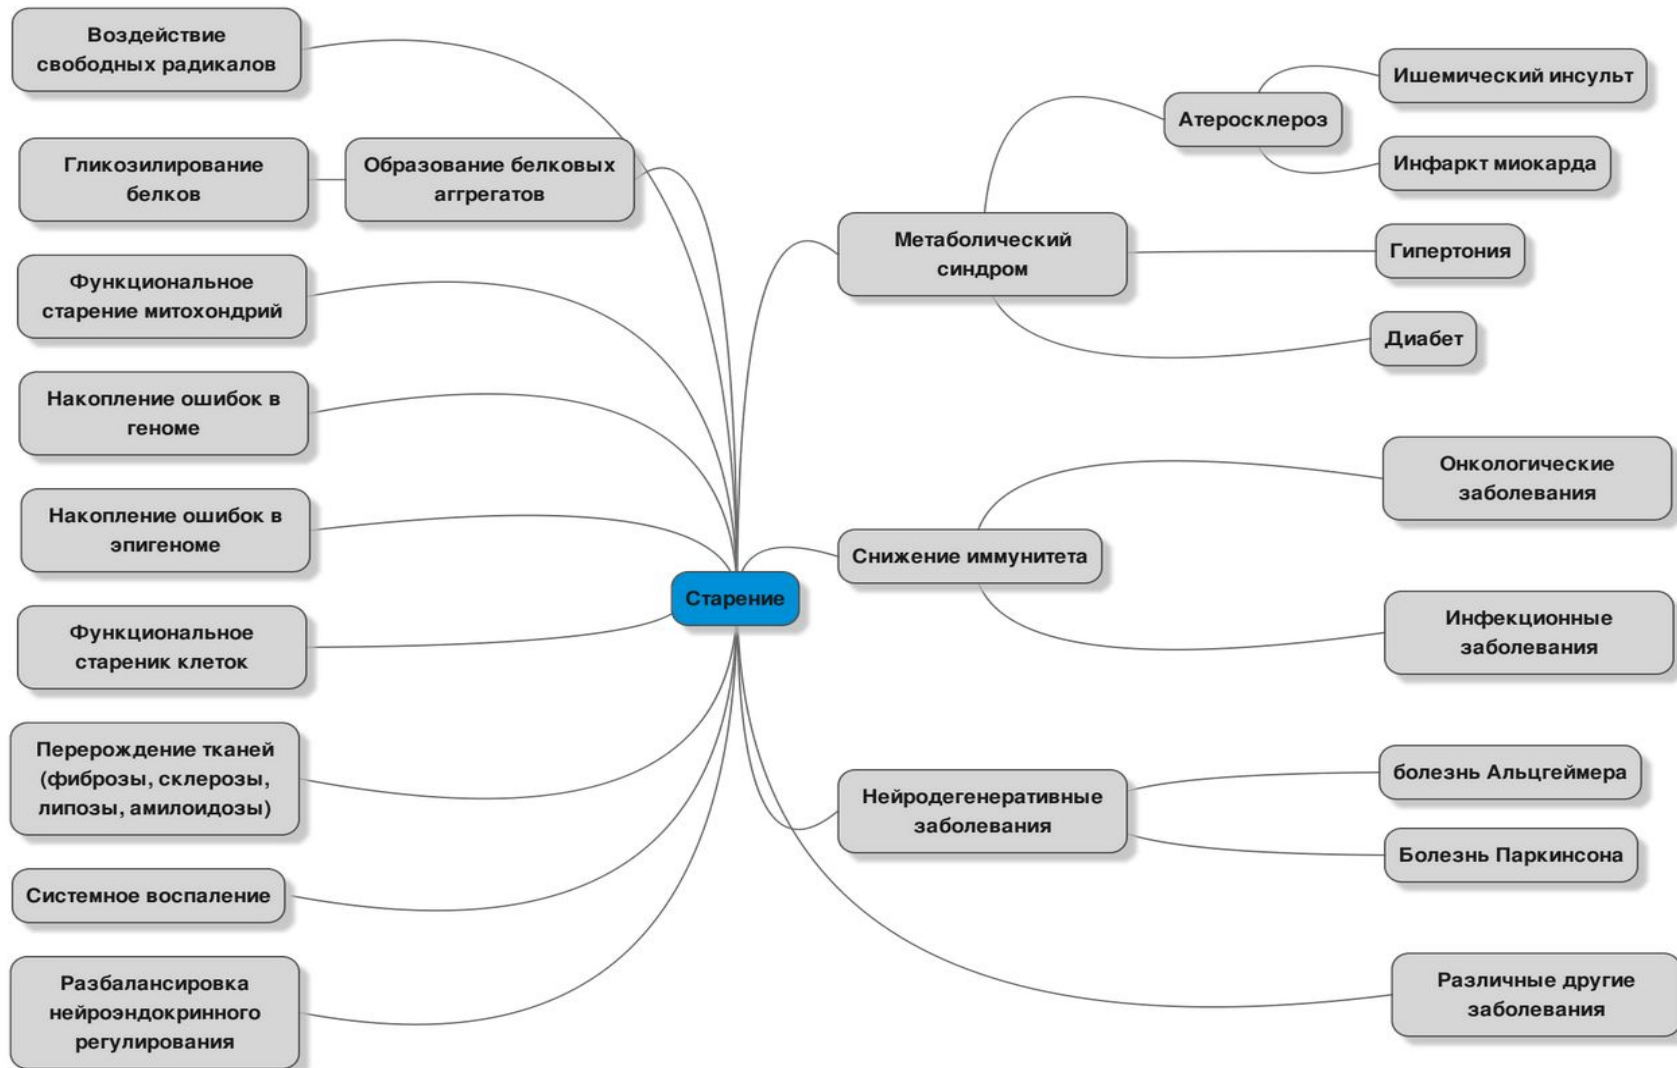 Воздействие
свободных радикалов
Гликозилирование
белков
Образование белковых
аггрегатов
Функциональное
старение митохондрий
Накопление ошибок в
геноме
Накопление ошибок в
эпигеноме
Функциональное
стареник клеток
Перерождение тканей
(фиброзы, склерозы,
липозы, амилоидозы)
Системное воспаление
Разбалансировка
нейроэндокринного
регулирования
Старение
Метаболический
синдром
Атеросклероз
Ишемический инсульт
Инфаркт миокарда
Гипертония
Диабет
Снижение иммунитета
Онкологические
заболевания
Инфекционные
заболевания
Нейродегенеративные
заболевания
болезнь Альцгеймера
Болезнь Паркинсона
Различные другие
заболевания